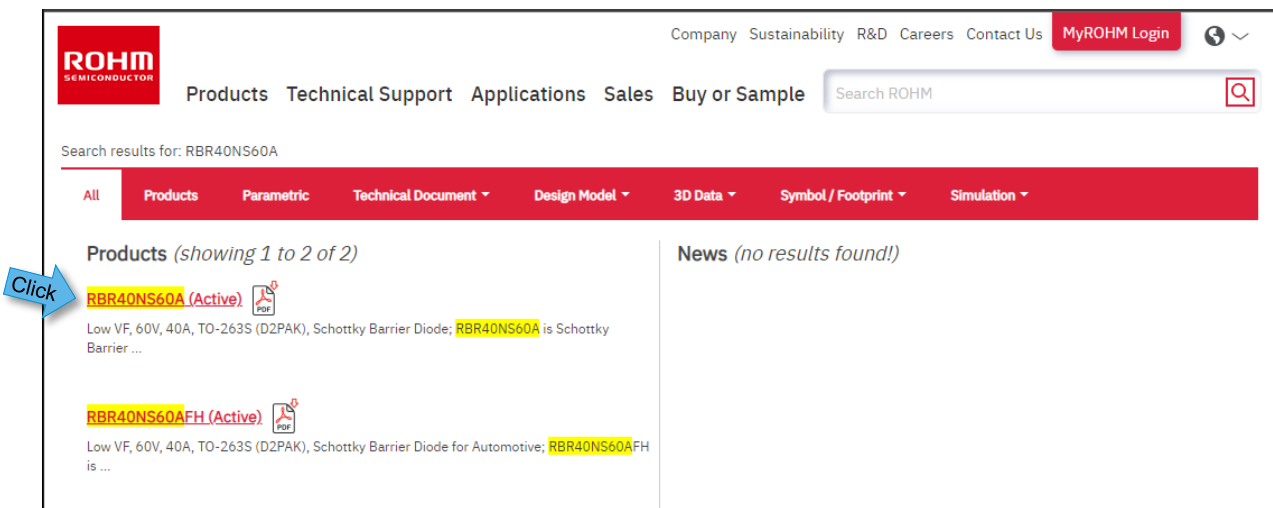 Company Sustainability R&D Careers Contact Us MyROHM Login
ROHM
SEMICONDUCTOR
Products Technical Support Applications Sales Buy or Sample Search ROHM
Search results for: RBR40NS60A
All Products Parametric Technical Document Design Model 3D Data Symbol / Footprint Simulation
Products (showing 1 to 2 of 2)
Click
RBR40NS60A (Active) PDF
Low VF, 60V, 40A, TO-263S (D2PAK), Schottky Barrier Diode; RBR40NS60A is Schottky
Barrier ...
RBR40NS60AFH (Active) PDF
Low VF, 60V, 40A, TO-263S (D2PAK), Schottky Barrier Diode for Automotive; RBR40NS60AFH
is ...
News (no results found!)